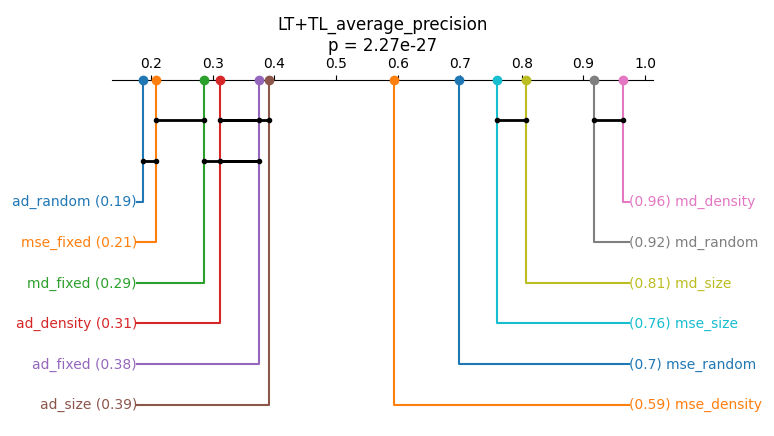 LT+TL_average_precision
p = 2.27e-27
0.2 0.3 0.4 0.5 0.6 0.7 0.8 0.9 1.0
ad_random (0.19) (0.96) md_density
mse_fixed (0.21) (0.92) md_random
md_fixed (0.29) (0.81) md_size
ad_density (0.31) (0.76) mse_size
ad_fixed (0.38) (0.7) mse_random
ad_size (0.39) (0.59) mse_density